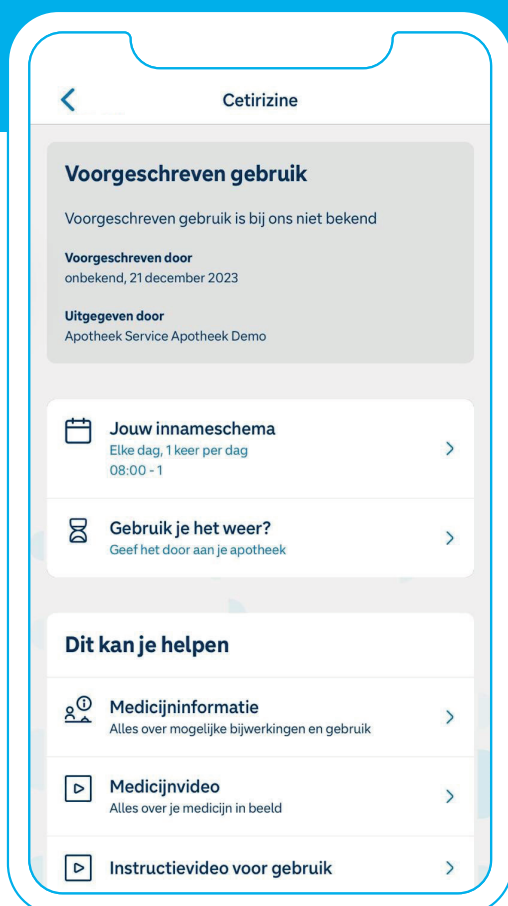 Cetirizine
Voorgeschreven gebruik
Voorgeschreven gebruik is bij ons niet bekend
Voorgeschreven door
onbekend, 21 december 2023
Uitgegeven door
Apotheek Service Apotheek Demo
Jouw innameschema
Elke dag, 1 keer per dag
08:00 - 1
Gebruik je het weer?
Geef het door aan je apotheek
Dit kan je helpen
Medicijninformatie
Alles over mogelijke bijwerkingen en gebruik
Medicijnvideo
Alles over je medicijn in beeld
Instructievideo voor gebruik